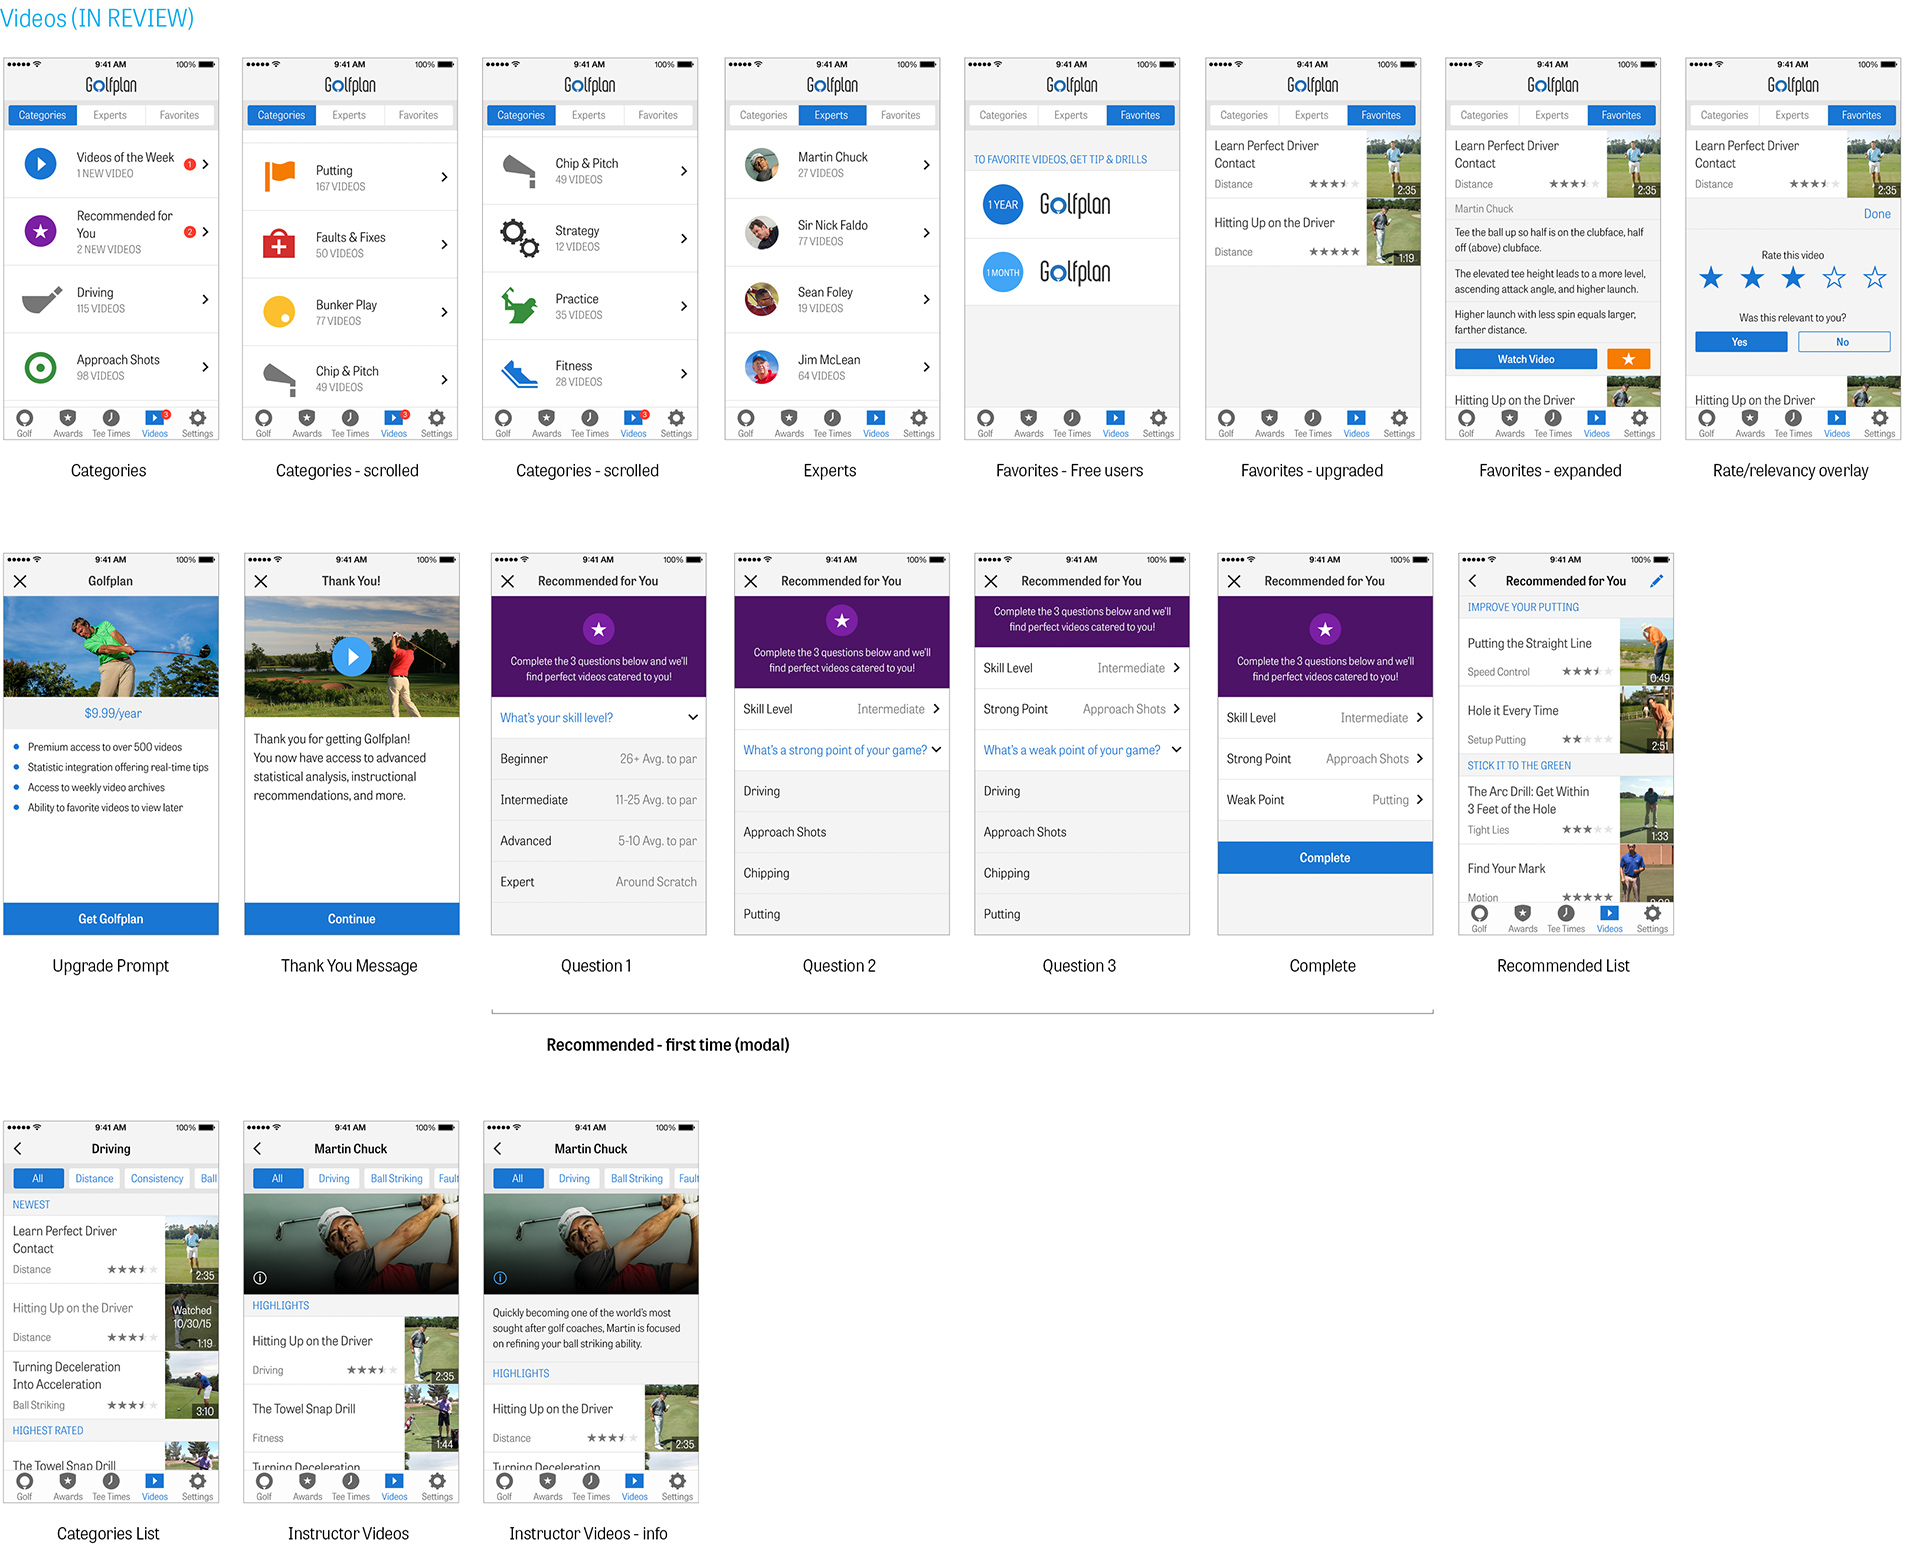 Videos (IN REVIEW)
9:41 AM 100%
Golfplan
Categories Experts Favorites
Videos of the Week
1 NEW VIDEO
1
Recommended for
You
2 NEW VIDEOS
2
Driving
115 VIDEOS
Approach Shots
98 VIDEOS
3
Golf Awards Tee Times Videos Settings
Categories
9:41 AM 100%
Golfplan
Categories Experts Favorites
Putting
167 VIDEOS
Faults & Fixes
50 VIDEOS
Bunker Play
77 VIDEOS
Chip & Pitch
49 VIDEOS
3
Golf Awards Tee Times Videos Settings
Categories - scrolled
9:41 AM 100%
Golfplan
Categories Experts Favorites
Chip & Pitch
49 VIDEOS
Strategy
12 VIDEOS
Practice
35 VIDEOS
Fitness
28 VIDEOS
3
Golf Awards Tee Times Videos Settings
Categories - scrolled
9:41 AM 100%
Golfplan
Categories Experts Favorites
Martin Chuck
27 VIDEOS
Sir Nick Faldo
77 VIDEOS
Sean Foley
19 VIDEOS
Jim McLean
64 VIDEOS
Golf Awards Tee Times Videos Settings
Experts
9:41 AM 100%
Golfplan
Categories Experts Favorites
TO FAVORITE VIDEOS, GET TIP & DRILLS
1 YEAR Golfplan
1 MONTH Golfplan
Golf Awards Tee Times Videos Settings
Favorites - Free users
9:41 AM 100%
Golfplan
Categories Experts Favorites
Learn Perfect Driver
Contact
Distance 2:35
Hitting Up on the Driver
Distance 1:19
Golf Awards Tee Times Videos Settings
Favorites - upgraded
9:41 AM 100%
Golfplan
Categories Experts Favorites
Learn Perfect Driver
Contact
Distance 2:35
Martin Chuck
Tee the ball up so half is on the clubface, half
off (above) clubface.
The elevated tee height leads to a more level,
ascending attack angle, and higher launch.
Higher launch with less spin equals larger,
farther distance.
Watch Video
Hitting Up on the Driver
Golf Awards Tee Times Videos Settings
Favorites - expanded
9:41 AM 100%
Golfplan
Categories Experts Favorites
Learn Perfect Driver
Contact
Distance 2:35
Done
Rate this video
Was this relevant to you?
Yes No
Hitting Up on the Driver
Golf Awards Tee Times Videos Settings
Rate/relevancy overlay
9:41 AM 100%
Golfplan
$9.99/year
Premium access to over 500 videos
Statistic integration offering real-time tips
Access to weekly video archives
Ability to favorite videos to view later
Get Golfplan
Upgrade Prompt
9:41 AM 100%
Thank You!
Thank you for getting Golfplan!
You now have access to advanced
statistical analysis, instructional
recommendations, and more.
Continue
Thank You Message
9:41 AM 100%
Recommended for You
Complete the 3 questions below and we'll
find perfect videos catered to you!
What's your skill level?
Beginner 26+ Avg. to par
Intermediate 11-25 Avg. to par
Advanced 5-10 Avg. to par
Expert Around Scratch
Question 1
9:41 AM 100%
Recommended for You
Complete the 3 questions below and we'll
find perfect videos catered to you!
Skill Level Intermediate
What's a strong point of your game?
Driving
Approach Shots
Chipping
Putting
Question 2
9:41 AM 100%
Recommended for You
Complete the 3 questions below and we'll
find perfect videos catered to you!
Skill Level Intermediate
Strong Point Approach Shots
What's a weak point of your game?
Driving
Approach Shots
Chipping
Putting
Question 3
9:41 AM 100%
Recommended for You
Complete the 3 questions below and we'll
find perfect videos catered to you!
Skill Level Intermediate
Strong Point Approach Shots
Weak Point Putting
Complete
Complete
9:41 AM 100%
Recommended for You
IMPROVE YOUR PUTTING
Putting the Straight Line
Speed Control 0:49
Hole it Every Time
Setup Putting 2:51
STICK IT TO THE GREEN
The Arc Drill: Get Within
3 Feet of the Hole
Tight Lies 1:33
Find Your Mark
Motion
Golf Awards Tee Times Videos Settings
Recommended List
Recommended - first time (modal)
9:41 AM 100%
Driving
All Distance Consistency Ball
NEWEST
Learn Perfect Driver
Contact
Distance 2:35
Hitting Up on the Driver
Watched
10/30/15
Distance 1:19
Turning Deceleration
Into Acceleration
Ball Striking 3:10
HIGHEST RATED
The Towel Snap Drill
Golf Awards Tee Times Videos Settings
Categories List
9:41 AM 100%
Martin Chuck
All Driving Ball Striking Fault
HIGHLIGHTS
Hitting Up on the Driver
Driving 2:35
The Towel Snap Drill
Fitness 1:44
Turning Deceleration
Golf Awards Tee Times Videos Settings
Instructor Videos
9:41 AM 100%
Martin Chuck
All Driving Ball Striking Fault
Quickly becoming one of the world's most
sought after golf coaches, Martin is focused
on refining your ball striking ability.
HIGHLIGHTS
Hitting Up on the Driver
Distance 2:35
Turning Deceleration
Golf Awards Tee Times Videos Settings
Instructor Videos - info